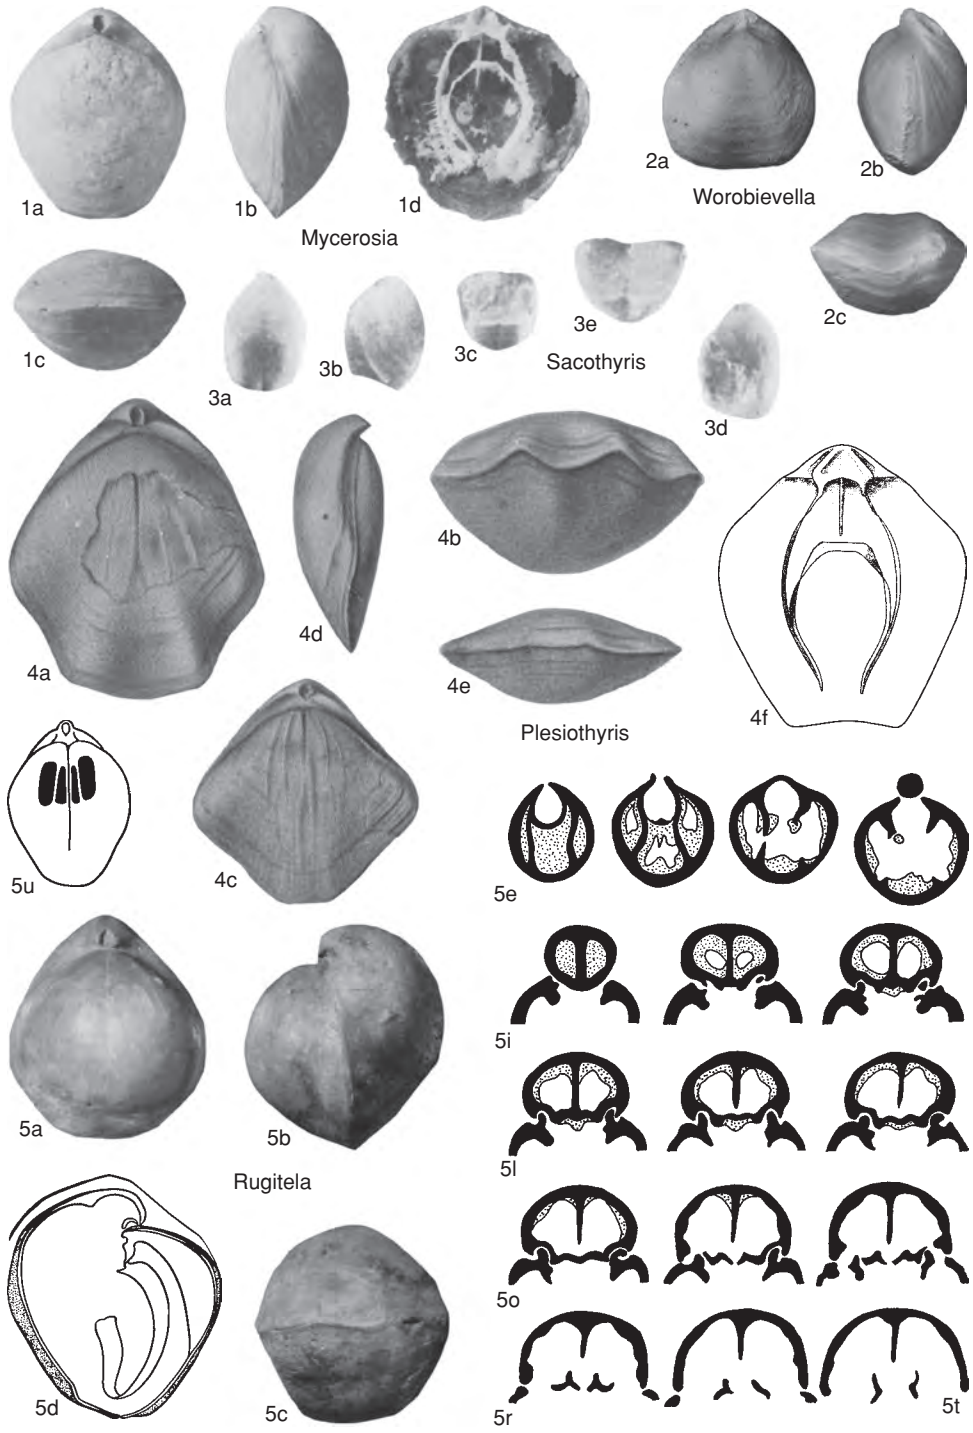 1a
1b
1d
2a
2b
Worobievella
Mycerosia
1c
3a
3b
3c
3e
Sacothyris
3d
2c
4a
4d
4b
4e
Plesiothyris
4f
5u
4c
5e
5i
5a
5b
5l
Rugitela
5o
5d
5c
5r
5t